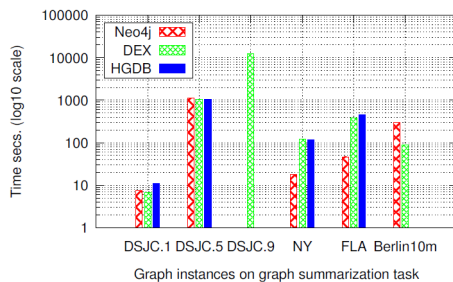 Time secs. (log10 scale)
100000
10000
1000
100
10
1
Neo4j
DEX
HGDB
DSJC.1 DSJC.5 DSJC.9 NY FLA Berlin10m
Graph instances on graph summarization task